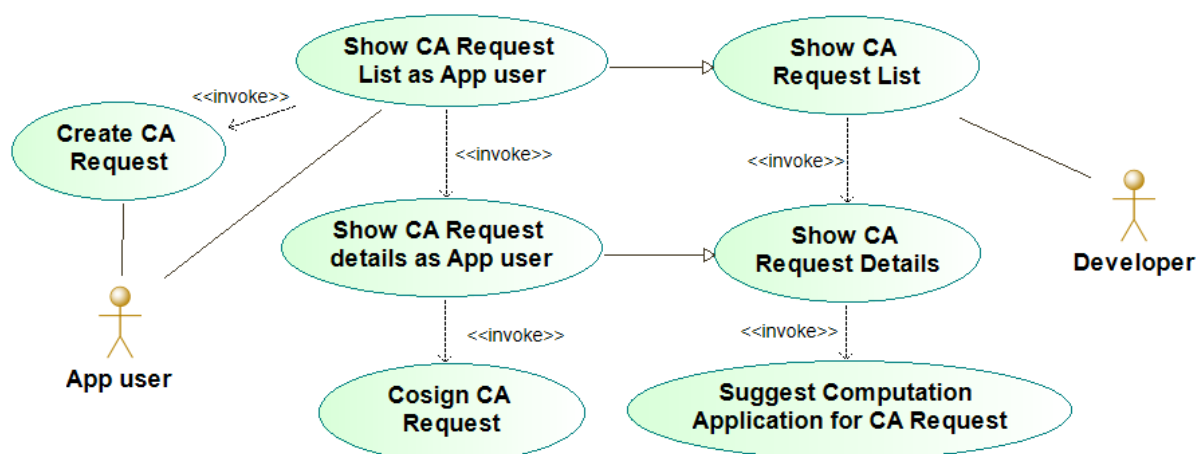 Show CA Request
List as App user
Show CA
Request List
<<invoke>>
Create CA
Request
<<invoke>>
<<invoke>>
Show CA Request
details as App user
Show CA
Request Details
Developer
App user
<<invoke>>
<<invoke>>
Cosign CA
Request
Suggest Computation
Application for CA Request